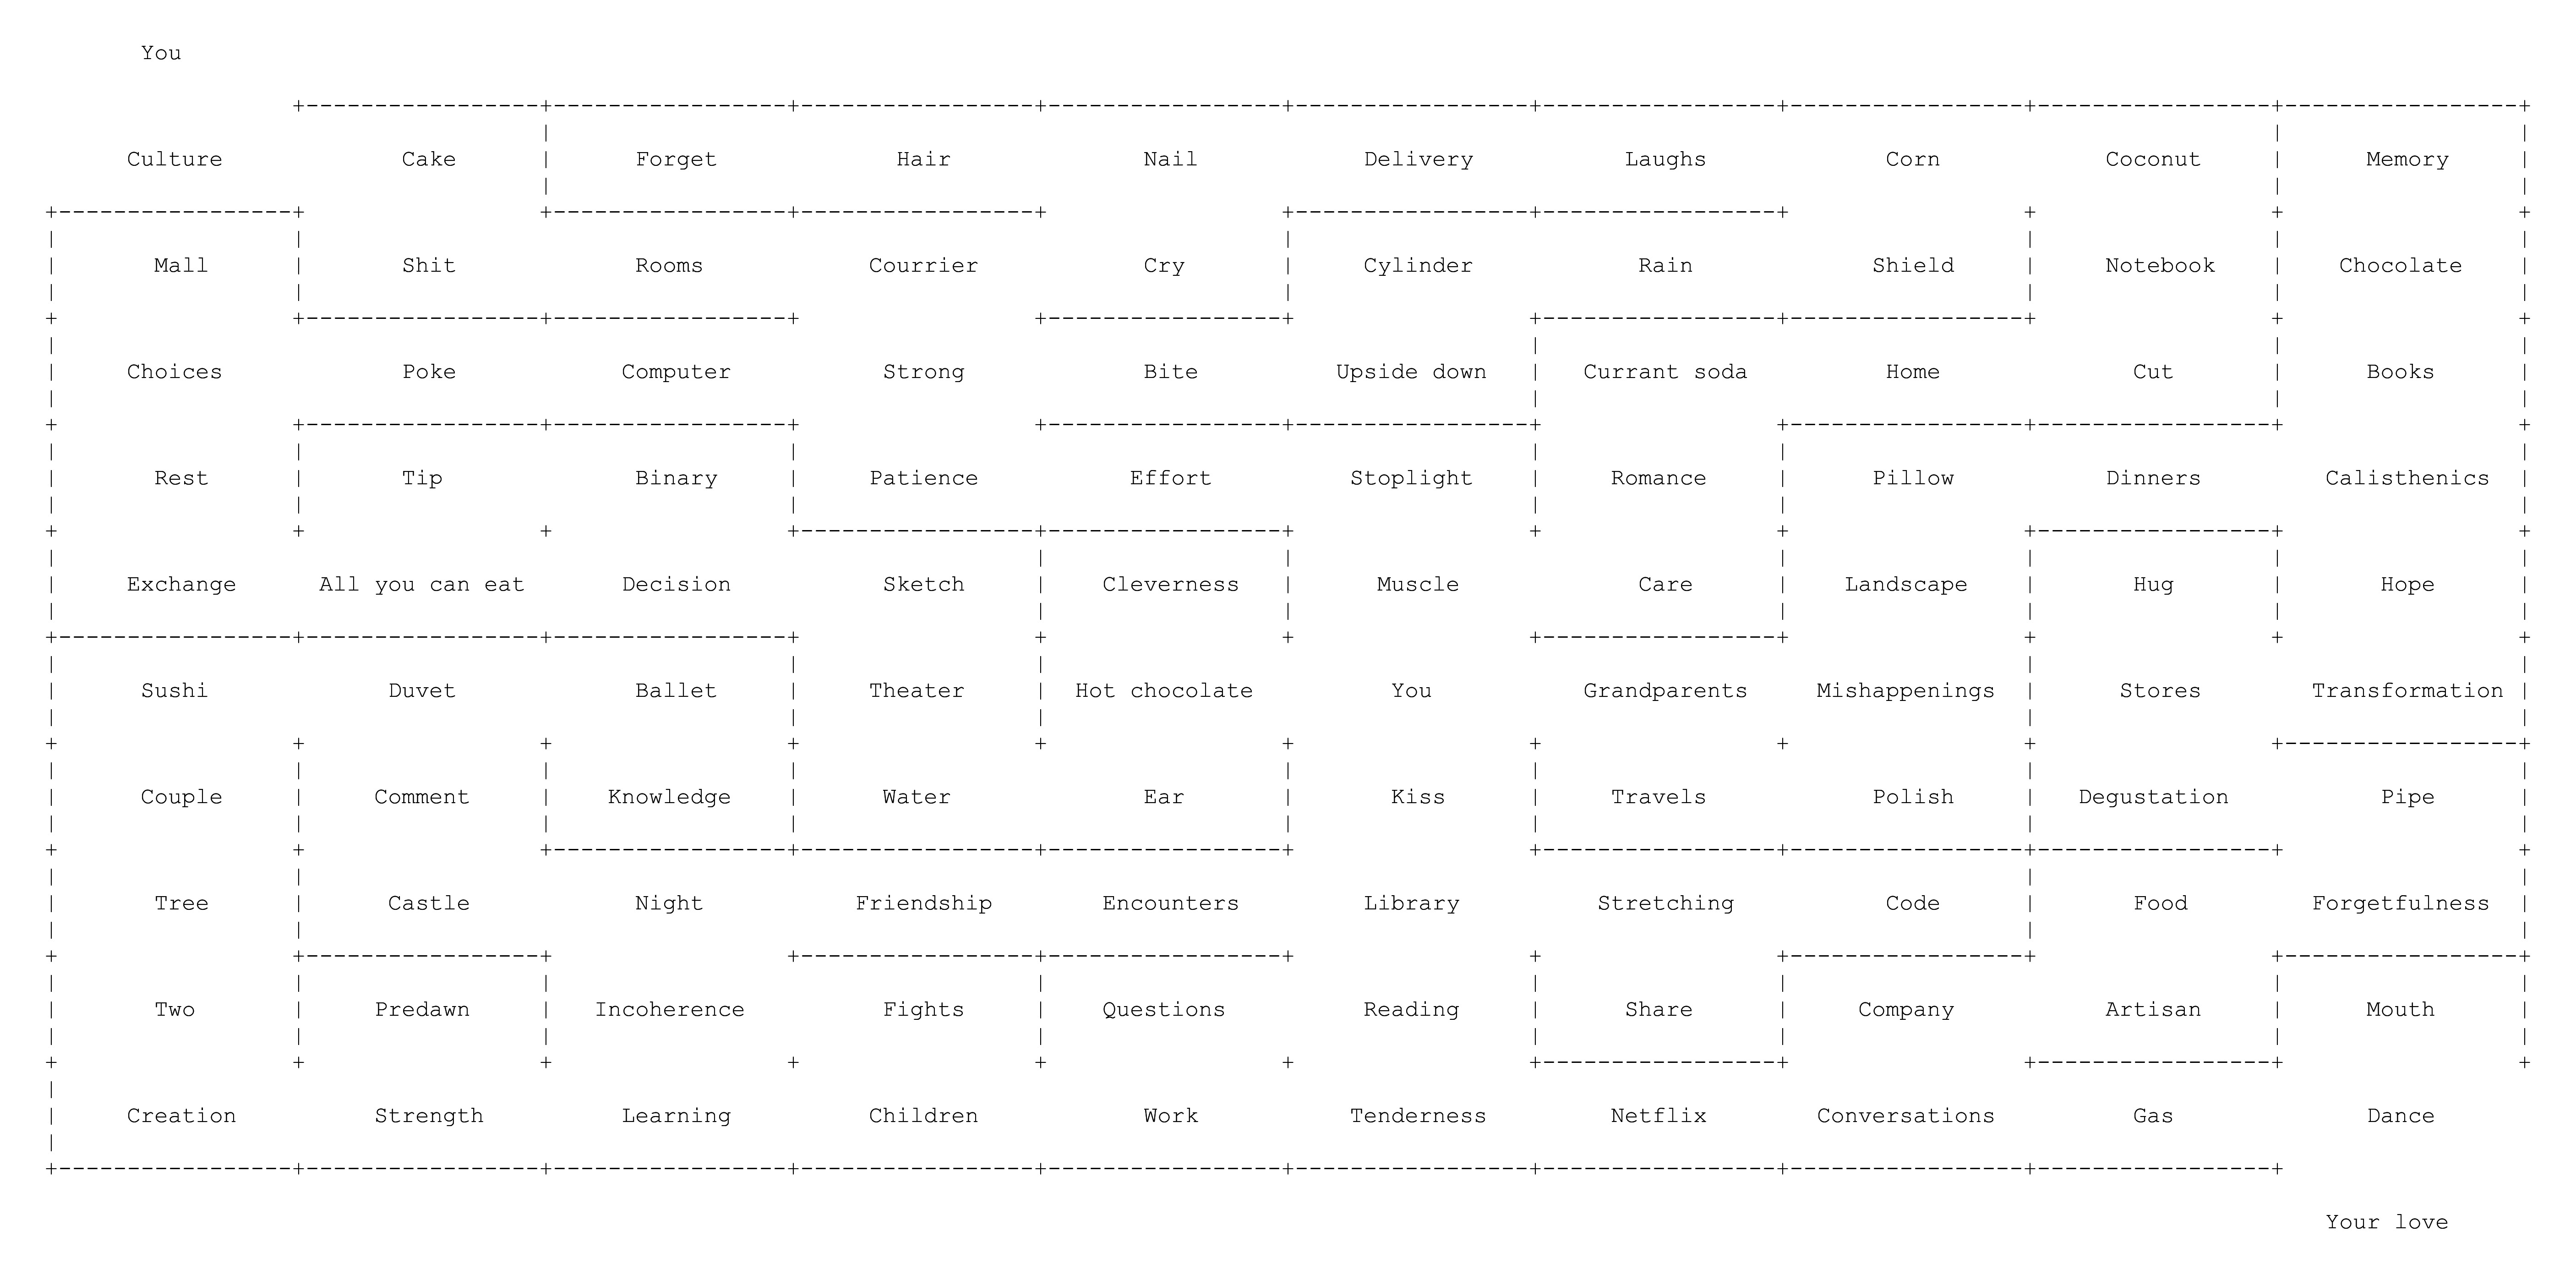 You
Culture Cake Forget Hair Nail Delivery Laughs Corn Coconut Memory
Mall Shit Rooms Courrier Cry Cylinder Rain Shield Notebook Chocolate
Choices Poke Computer Strong Bite Upside down Currant soda Home Cut Books
Rest Tip Binary Patience Effort Stoplight Romance Pillow Dinners Calisthenics
Exchange All you can eat Decision Sketch Cleverness Muscle Care Landscape Hug Hope
Sushi Duvet Ballet Theater Hot chocolate You Grandparents Mishappenings Stores Transformation
Couple Comment Knowledge Water Ear Kiss Travels Polish Degustation Pipe
Tree Castle Night Friendship Encounters Library Stretching Code Food Forgetfulness
Two Predawn Incoherence Fights Questions Reading Share Company Artisan Mouth
Creation Strength Learning Children Work Tenderness Netflix Conversations Gas Dance
Your love